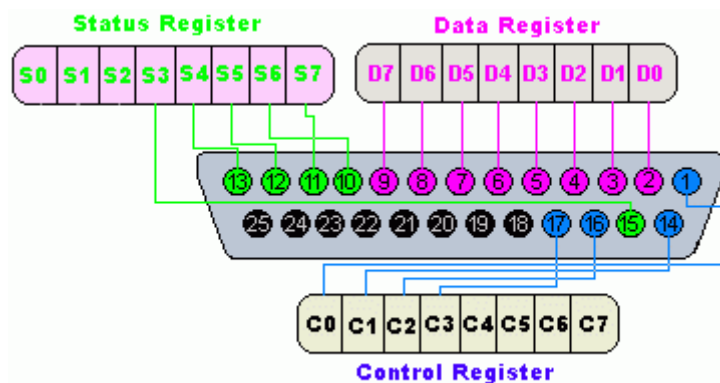 Status Register
Data Register
S0 S1 S2 S3 S4 S5 S6 S7
D7 D6 D5 D4 D3 D2 D1 D0
13 12 11 10 9 8 7 6 5 4 3 2 1
25 24 23 22 21 20 19 18 17 16 15 14
C0 C1 C2 C3 C4 C5 C6 C7
Control Register